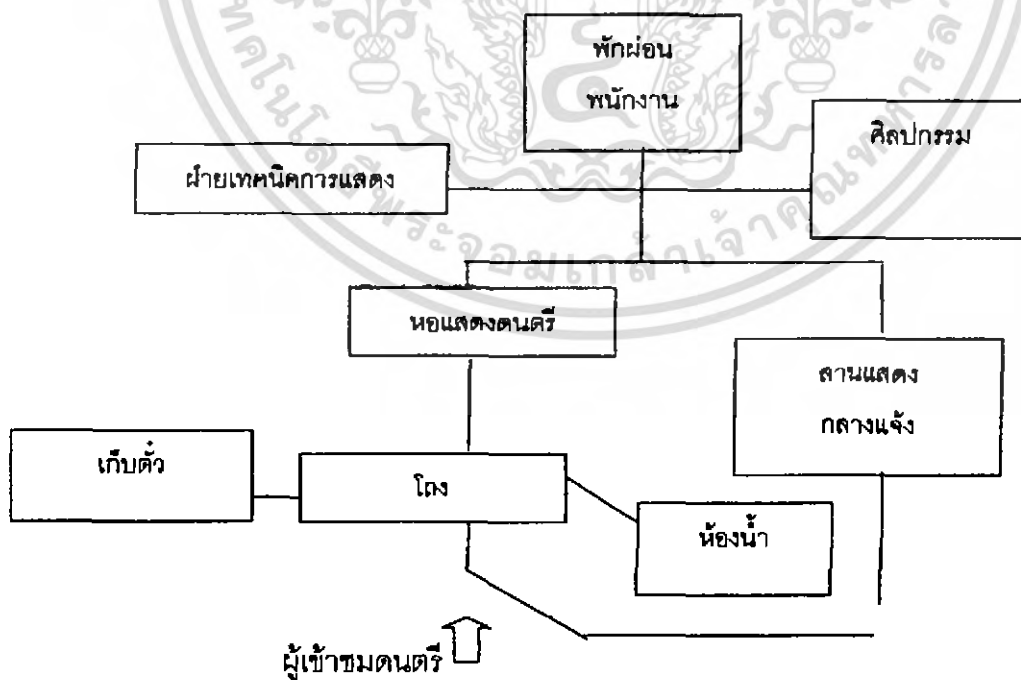 พักผ่อน
พนักงาน
ศิลปกรรม
ฝ่ายเทคนิคการแสดง
หอแสดงดนตรี
ลานแสดง
กลางแจ้ง
เก็บตั๋ว
โถง
ห้องน้ำ
ผู้เข้าชมดนตรี